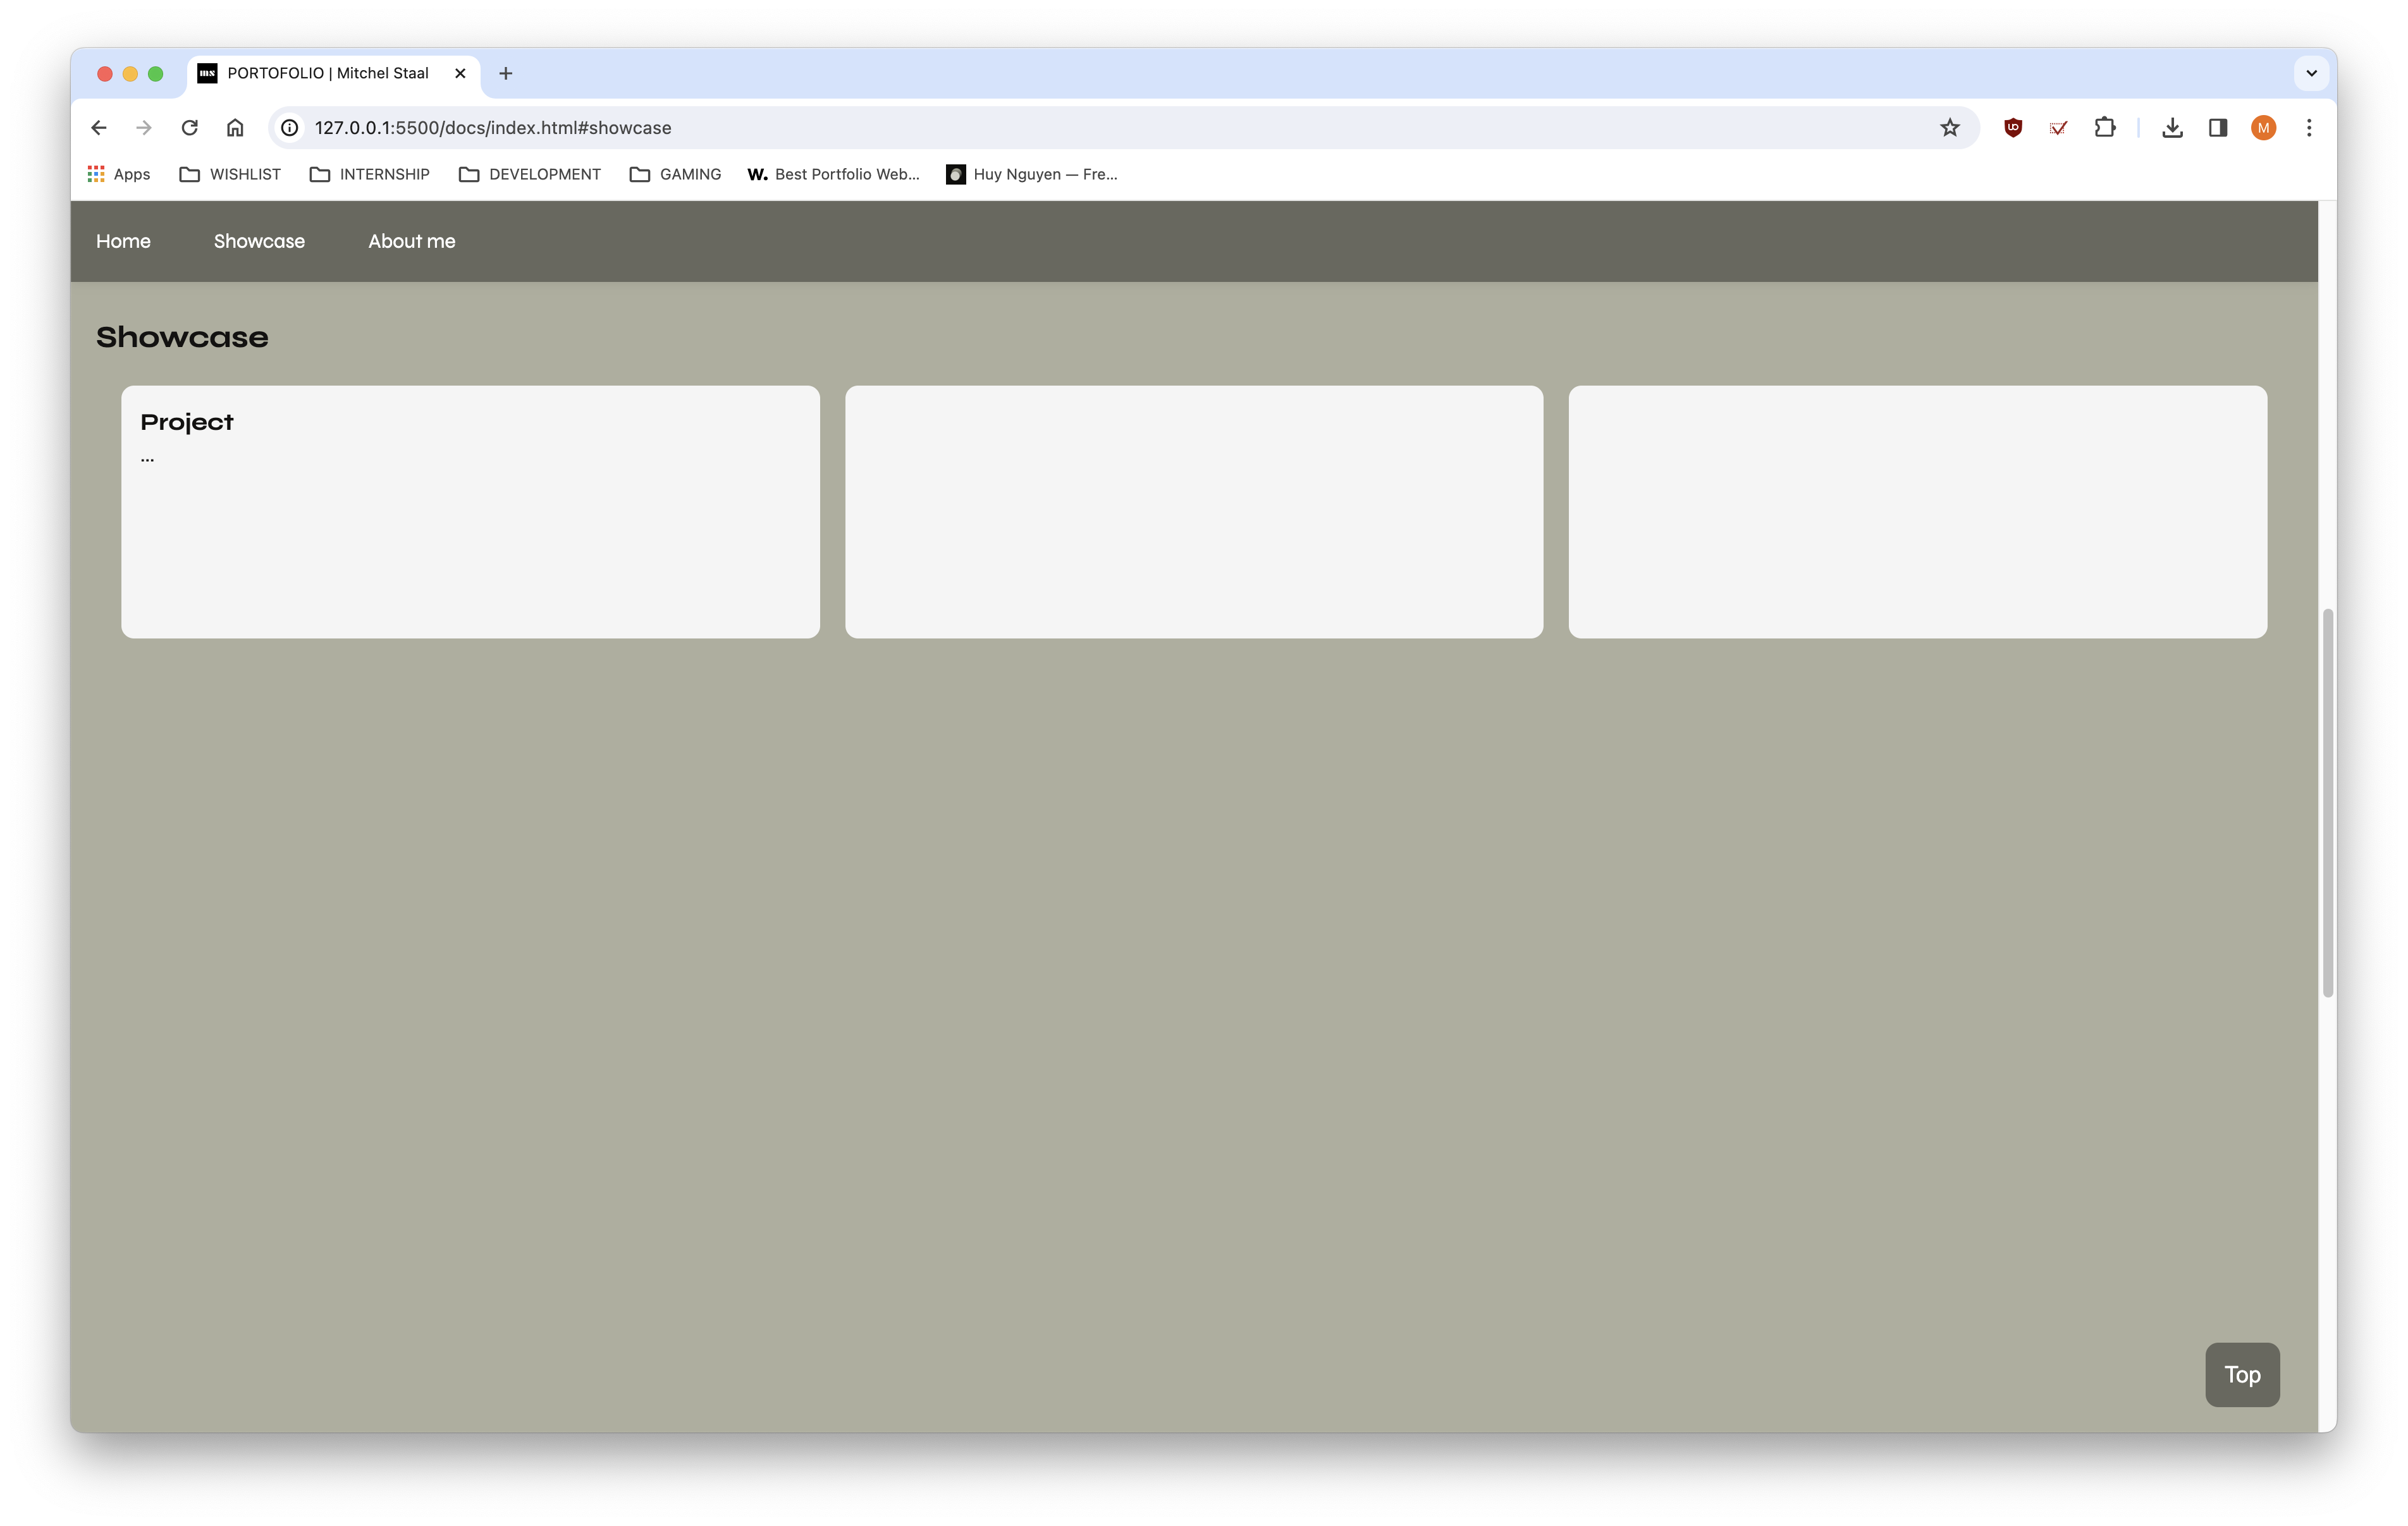 ms PORTOFOLIO | Mitchel Staal
127.0.0.1:5500/docs/index.html#showcase
M
Apps WISHLIST INTERNSHIP DEVELOPMENT GAMING W. Best Portfolio Web... Huy Nguyen — Fre...
Home Showcase About me
Showcase
Project
...
Top